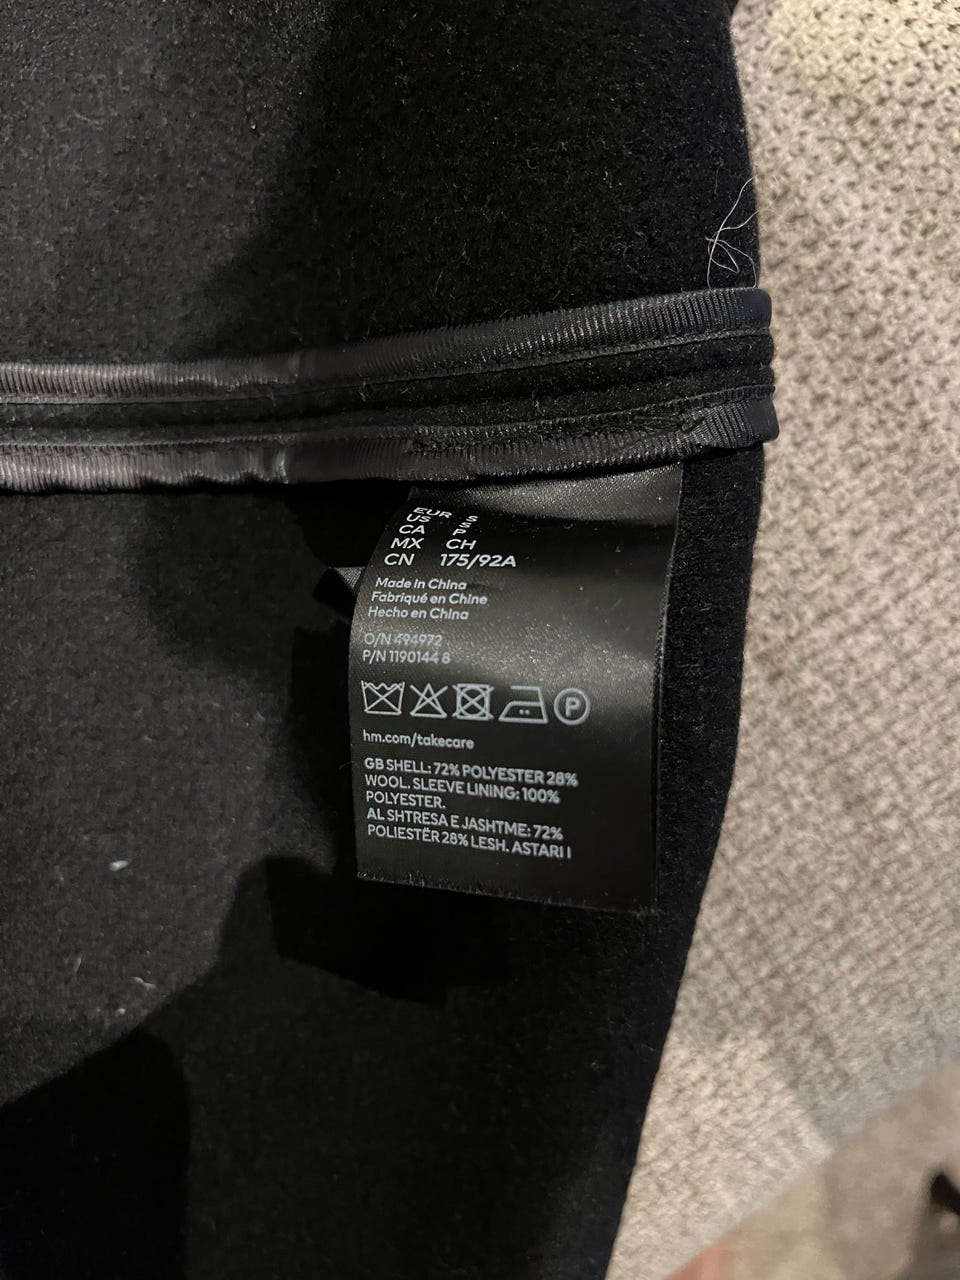 EUR S
US S
CA P
MX CH
CN 175/92A
Made in China
Fabriqué en Chine
Hecho en China
O/N 494972
P/N 1190144 8
P
hm.com/takecare
GB SHELL: 72% POLYESTER 28%
WOOL. SLEEVE LINING: 100%
POLYESTER.
AL SHTRESA E JASHTME: 72%
POLIESTËR 28% LESH. ASTARI I